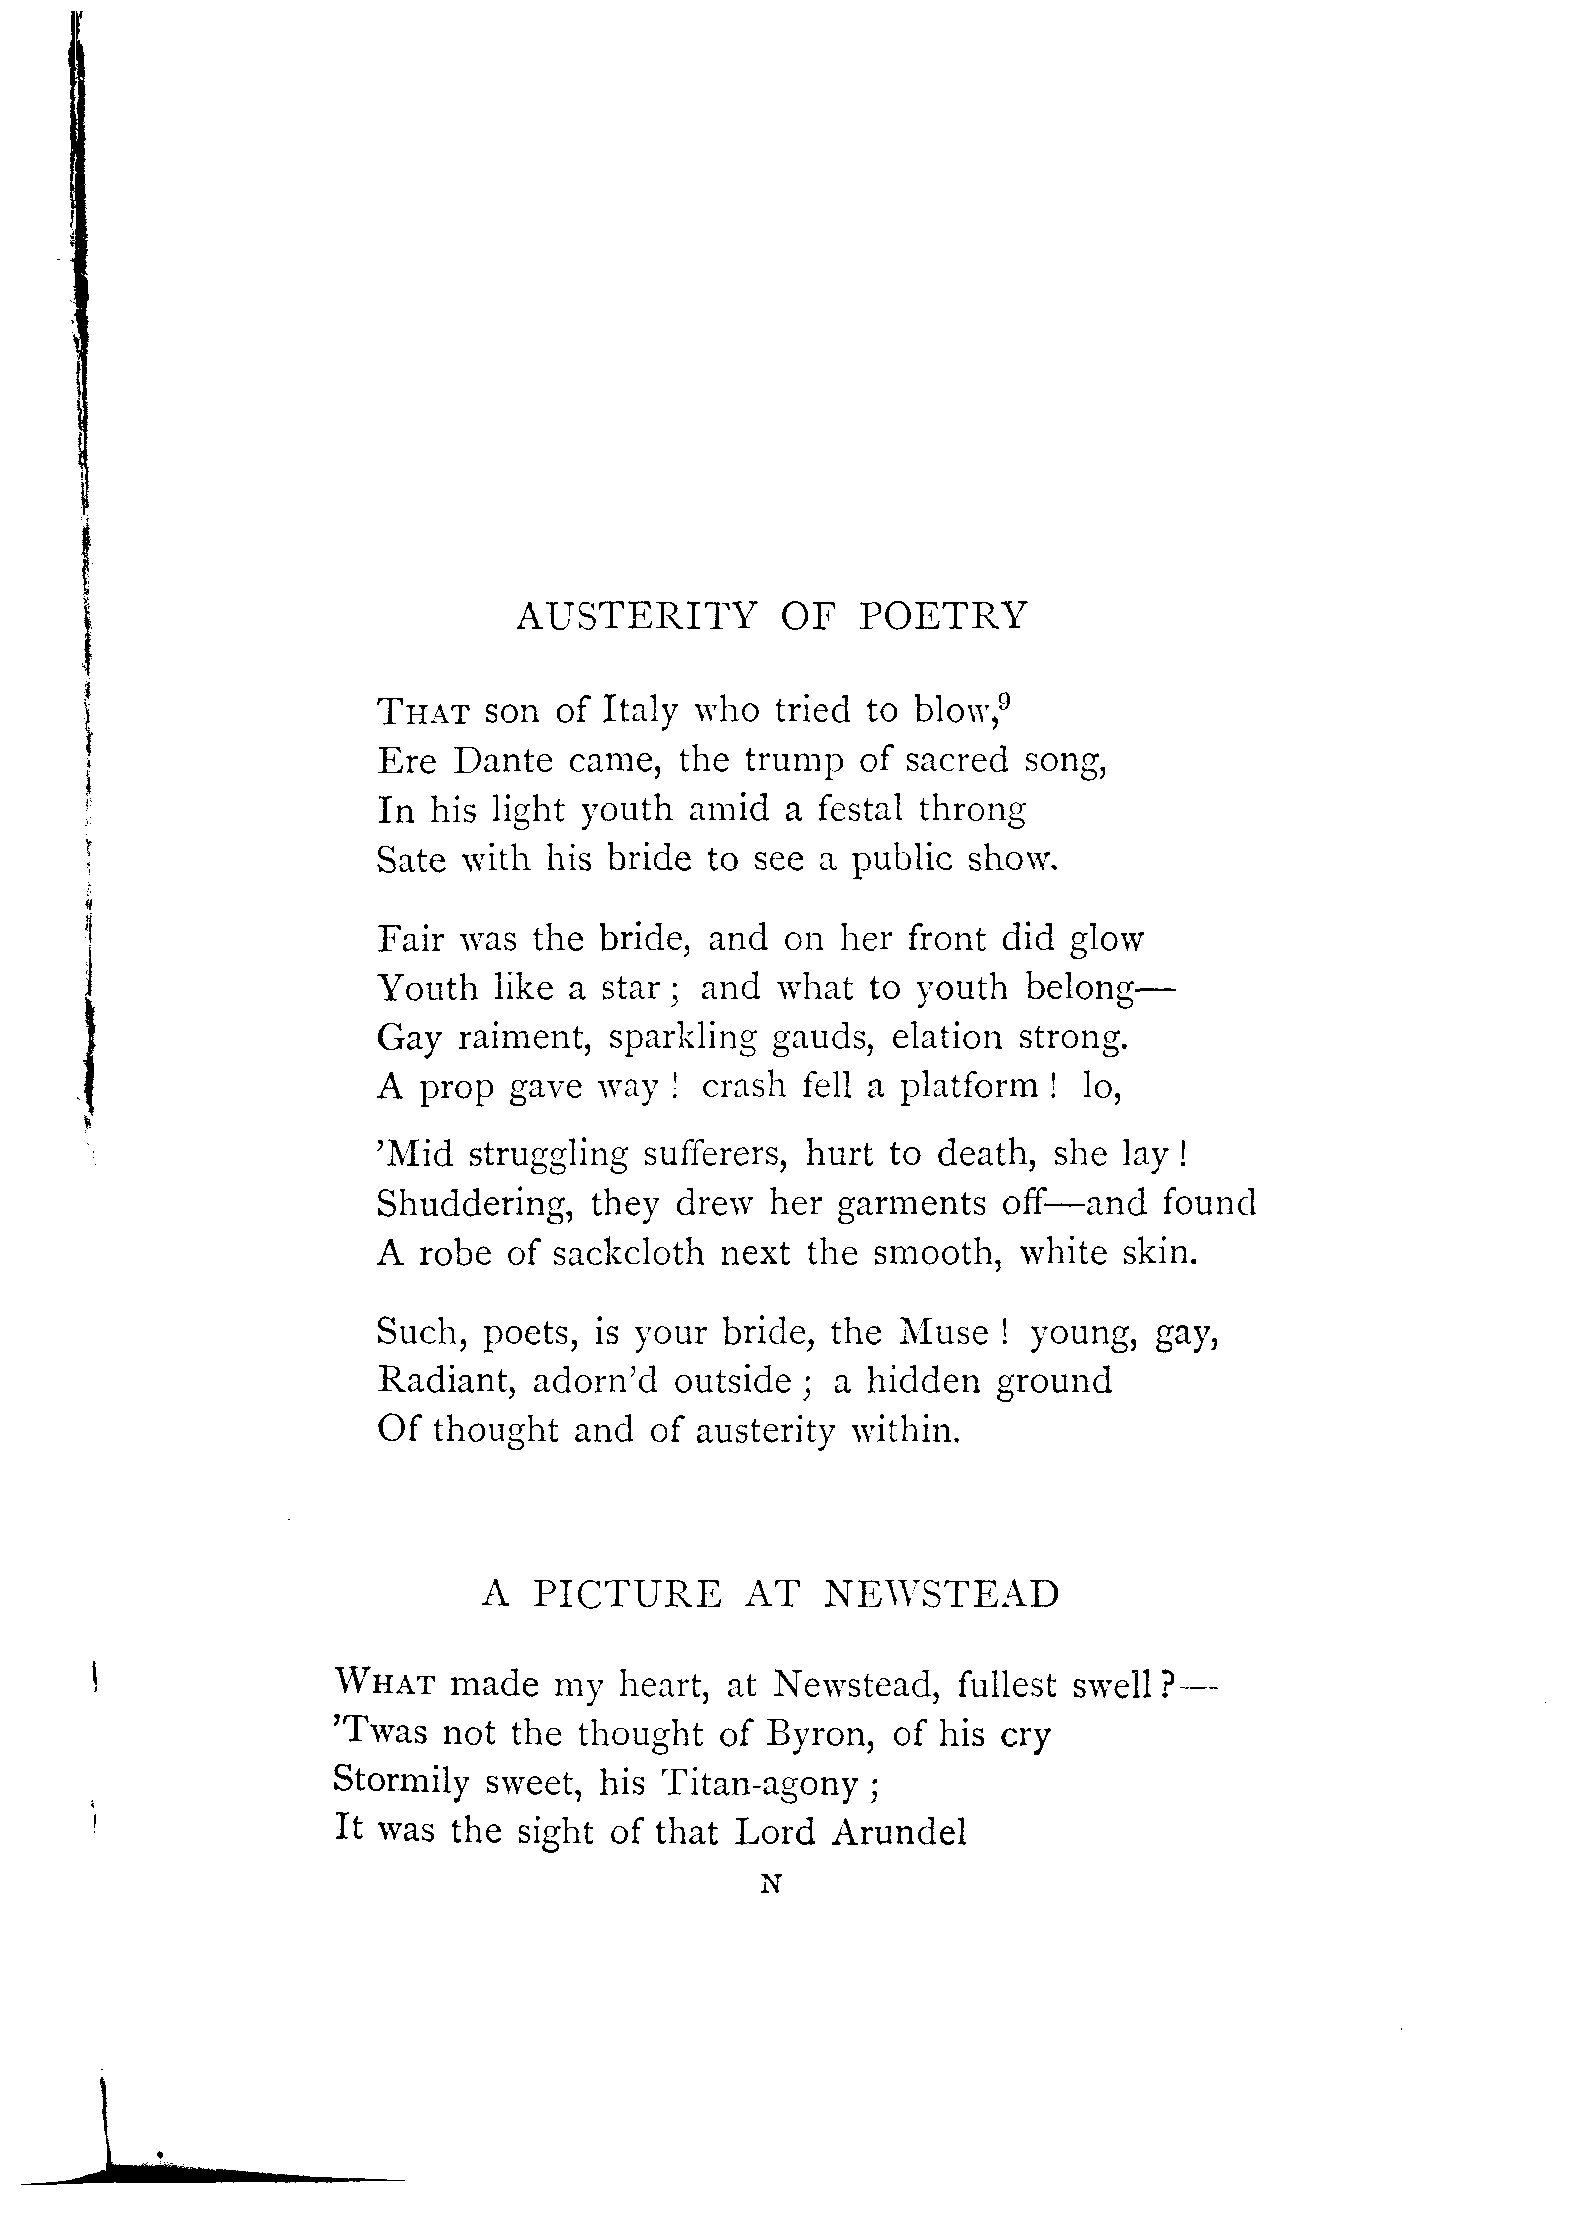 AUSTERITY OF POETRY
THAT son of Italy who tried to blow,⁹
Ere Dante came, the trump of sacred song,
In his light youth amid a festal throng
Sate with his bride to see a public show.
Fair was the bride, and on her front did glow
Youth like a star ; and what to youth belong—
Gay raiment, sparkling gauds, elation strong.
A prop gave way ! crash fell a platform ! lo,
’Mid struggling sufferers, hurt to death, she lay !
Shuddering, they drew her garments off—and found
A robe of sackcloth next the smooth, white skin.
Such, poets, is your bride, the Muse ! young, gay,
Radiant, adorn’d outside ; a hidden ground
Of thought and of austerity within.
A PICTURE AT NEWSTEAD
WHAT made my heart, at Newstead, fullest swell ?—
’Twas not the thought of Byron, of his cry
Stormily sweet, his Titan-agony ;
It was the sight of that Lord Arundel
N